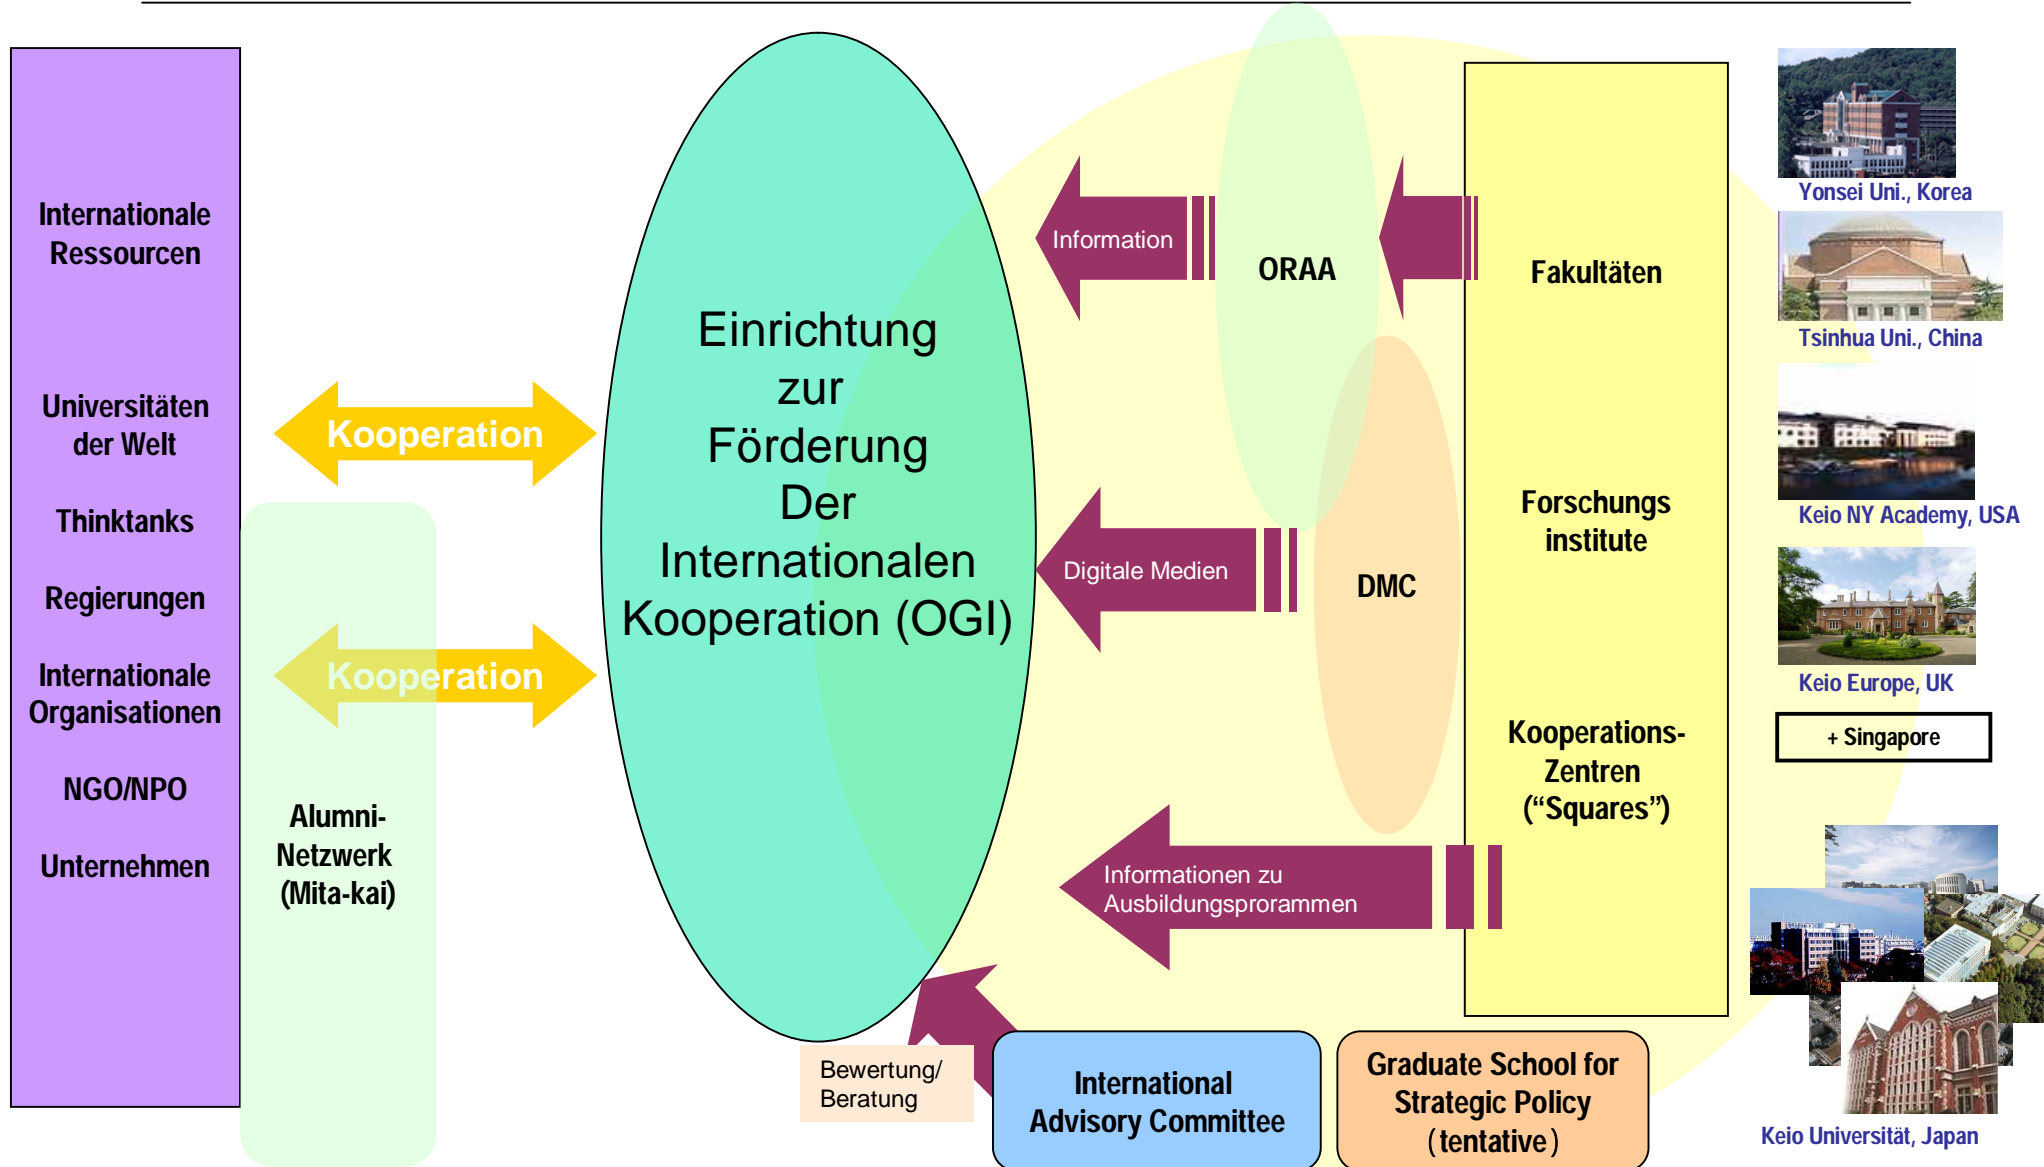 Internationale
Ressourcen
Universitäten
der Welt
Thinktanks
Regierungen
Internationale
Organisationen
NGO/NPO
Unternehmen
Alumni-
Netzwerk
(Mita-kai)
Kooperation
Kooperation
Einrichtung
zur
Förderung
Der
Internationalen
Kooperation (OGI)
Information
ORAA
Digitale Medien
DMC
Informationen zu
Ausbildungsprorammen
Bewertung/
Beratung
International
Advisory Committee
Graduate School for
Strategic Policy
(tentative)
Fakultäten
Forschungs
institute
Kooperations-
Zentren
(“Squares”)
Yonsei Uni., Korea
Tsinhua Uni., China
Keio NY Academy, USA
Keio Europe, UK
+ Singapore
Keio Universität, Japan